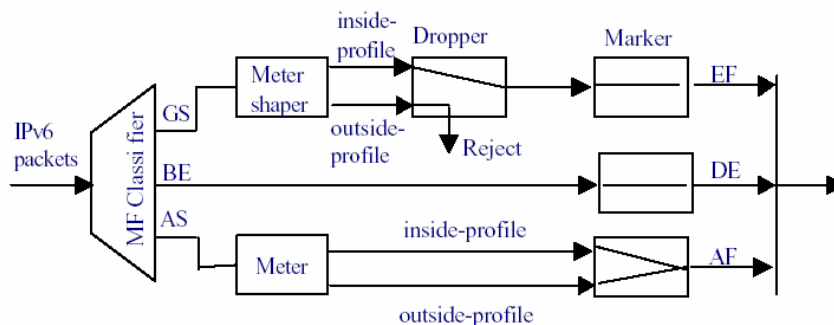 inside-
profile
Dropper
Marker
Meter
shaper
EF
GS
IPv6
packets
outside-
profile
Reject
MF Classi fier
BE
DE
AS
inside-profile
Meter
AF
outside-profile